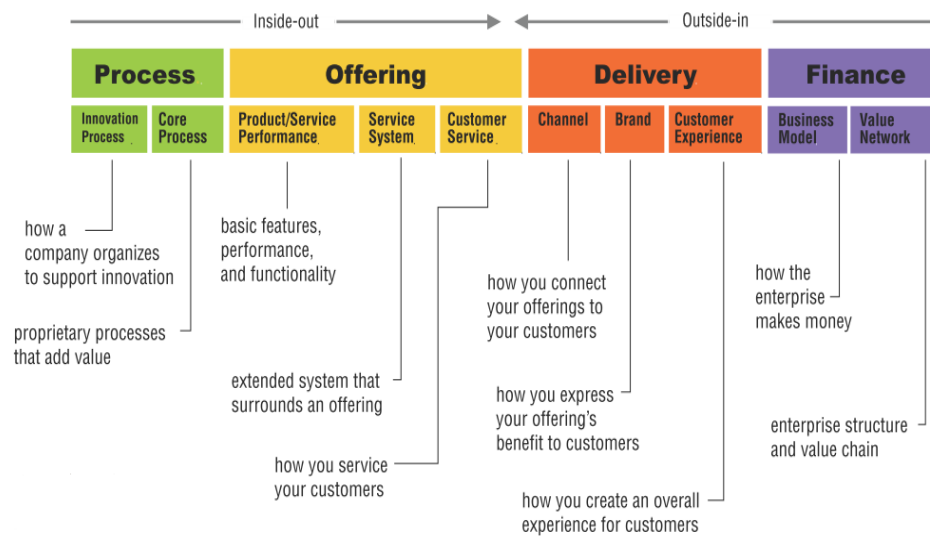 Inside-out
Outside-in
Process
Offering
Delivery
Finance
Innovation
Process
Core
Process
Product/Service
Performance
Service
System
Customer
Service
Channel
Brand
Customer
Experience
Business
Model
Value
Network
how a
company organizes
to support innovation
proprietary processes
that add value
basic features,
performance,
and functionality
extended system that
surrounds an offering
how you service
your customers
how you connect
your offerings to
your customers
how you express
your offering's
benefit to customers
how you create an overall
experience for customers
how the
enterprise
makes money
enterprise structure
and value chain